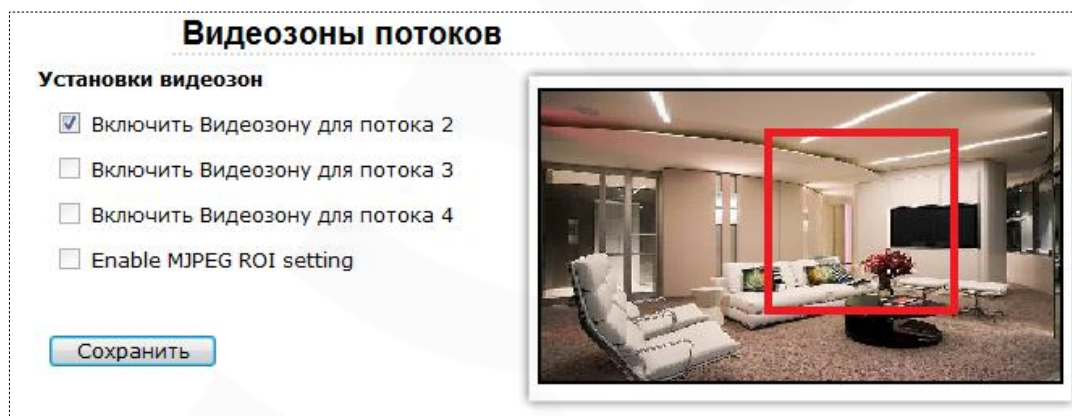 Видеозоны потоков
Установки видеозон
Включить Видеозону для потока 2
Включить Видеозону для потока 3
Включить Видеозону для потока 4
Enable MJPEG ROI setting
Сохранить